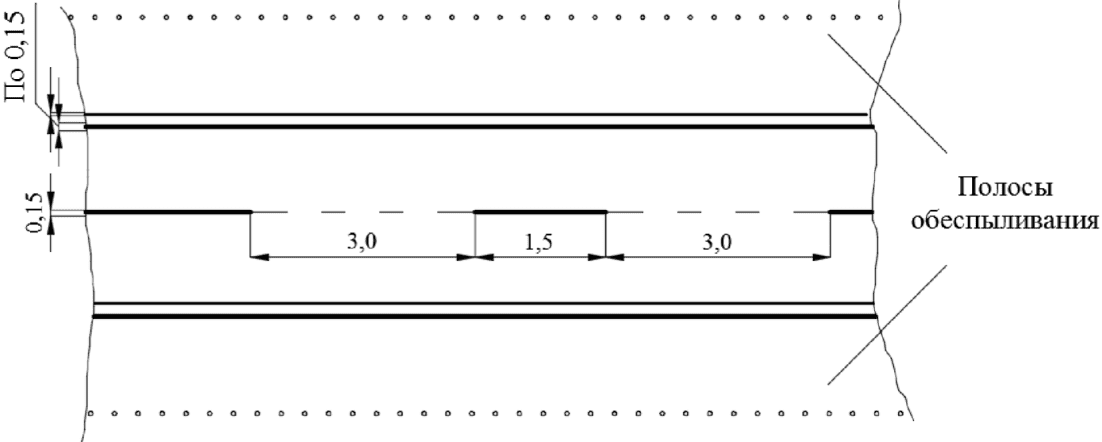 По 0,15
0,15
3,0
1,5
3,0
Полосы
обеспыливания